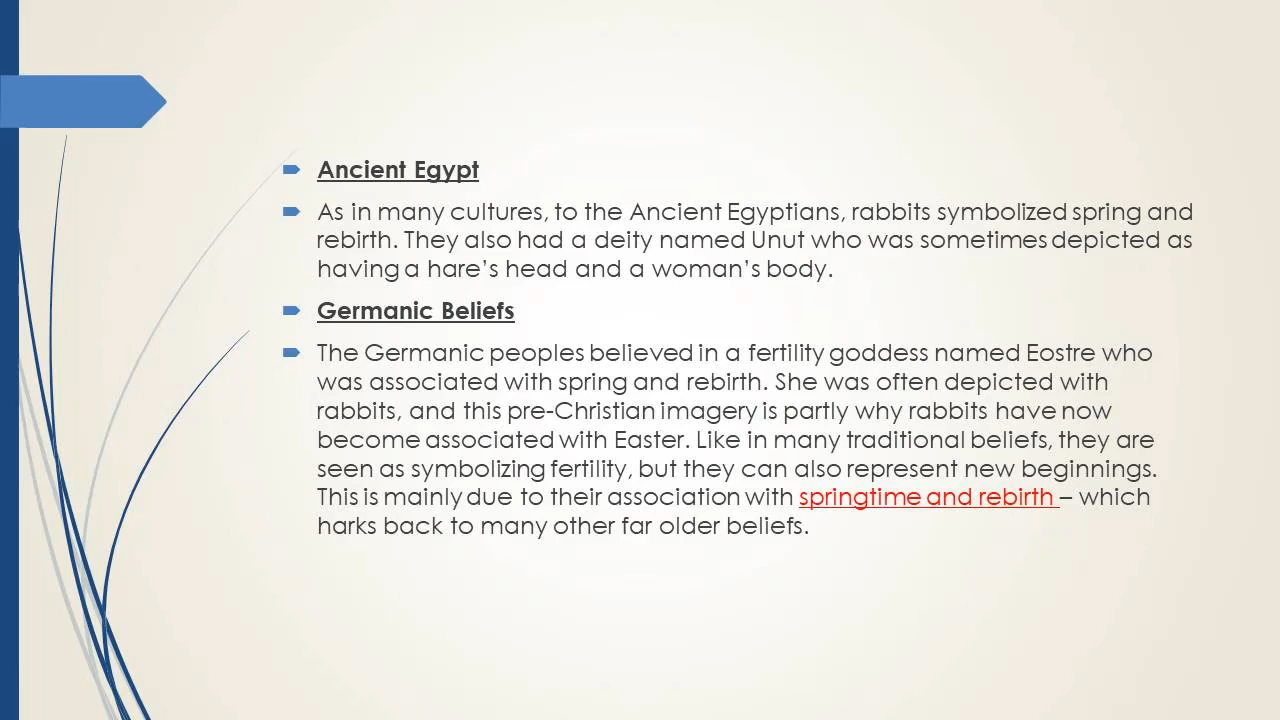 Ancient Egypt
As in many cultures, to the Ancient Egyptians, rabbits symbolized spring and
rebirth. They also had a deity named Unut who was sometimes depicted as
having a hare’s head and a woman’s body.
Germanic Beliefs
The Germanic peoples believed in a fertility goddess named Eostre who
was associated with spring and rebirth. She was often depicted with
rabbits, and this pre-Christian imagery is partly why rabbits have now
become associated with Easter. Like in many traditional beliefs, they are
seen as symbolizing fertility, but they can also represent new beginnings.
This is mainly due to their association with springtime and rebirth – which
harks back to many other far older beliefs.